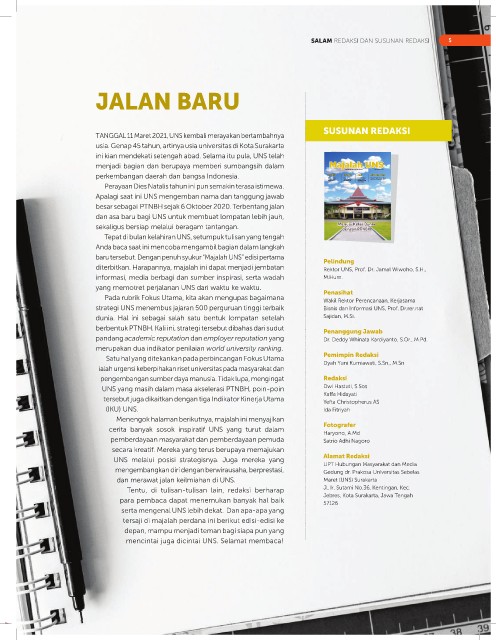 SALAM REDAKSI DAN SUSUNAN REDAKSI
5
JALAN BARU
TANGGAL 11 Maret 2021, UNS kembali merayakan bertambahnya
usia. Genap 45 tahun, artinya usia universitas di Kota Surakarta
ini kian mendekati setengah abad. Selama itu pula, UNS telah
menjadi bagian dan berupaya memberi sumbangsih dalam
perkembangan daerah dan bangsa Indonesia.
Perayaan Dies Natalis tahun ini pun semakin terasa istimewa.
Apalagi saat ini UNS mengemban nama dan tanggung jawab
besar sebagai PTNBH sejak 6 Oktober 2020. Terbentang jalan
dan asa baru bagi UNS untuk membuat lompatan lebih jauh,
sekaligus bersiap melalui beragam tantangan.
Tepat di bulan kelahiran UNS, setumpuk tulisan yang tengah
Anda baca saat ini mencoba mengambil bagian dalam langkah
baru tersebut. Dengan penuh syukur "Majalah UNS" edisi pertama
diterbitkan. Harapannya, majalah ini dapat menjadi jembatan
informasi, media berbagi dan sumber inspirasi, serta wadah
yang memotret perjalanan UNS dari waktu ke waktu.
Pada rubrik Fokus Utama, kita akan mengupas bagaimana
strategi UNS menembus jajaran 500 perguruan tinggi terbaik
dunia. Hal ini sebagai salah satu bentuk lompatan setelah
berbentuk PTNBH. Kali ini, strategi tersebut dibahas dari sudut
pandang academic reputation dan employer reputation yang
merupakan dua indikator penilaian world university ranking.
Satu hal yang ditekankan pada perbincangan Fokus Utama
ialah urgensi keberpihakan riset universitas pada masyarakat dan
pengembangan sumber daya manusia. Tidak lupa, mengingat
UNS yang masih dalam masa akselerasi PTNBH, poin-poin
tersebut juga dikaitkan dengan tiga Indikator Kinerja Utama
(IKU) UNS.
Menengok halaman berikutnya, majalah ini menyajikan
cerita banyak sosok inspiratif UNS yang turut dalam
pemberdayaan masyarakat dan pemberdayaan pemuda
secara kreatif. Mereka yang terus berupaya memajukan
UNS melalui posisi strategisnya. Juga mereka yang
mengembangkan diri dengan berwirausaha, berprestasi,
dan merawat jalan keilmiahan di UNS.
Tentu, di tulisan-tulisan lain, redaksi berharap
para pembaca dapat menemukan banyak hal baik
serta mengenal UNS lebih dekat. Dan apa-apa yang
tersaji di majalah perdana ini berikut edisi-edisi ke
depan, mampu menjadi teman bagi siapa pun yang
mencintai juga dicintai UNS. Selamat membaca!
SUSUNAN REDAKSI
Majalah UNS
Pelindung
Rektor UNS, Prof. Dr. Jamal Wiwoho, S.H.,
M.Hum.
Penasihat
Wakil Rektor Perencanaan, Kerjasama
Bisnis dan Informasi UNS, Prof.
Sajidan, M.Si.
Penanggung Jawab
Dr. Deddy Whinata Kardiyanto, S.Or., M.Pd.
Pemimpin Redaksi
Dyah Yuni Kurniawati, S.Sn., M.Sn
Redaksi
Dwi Hastuti, S.Sos
Kaffa Hidayati
Yefta Christopherus AS
Ida Fitriyah
Fotografer
Haryono, A.Md
Satrio Adhi Nagoro
Alamat Redaksi
UPT Hubungan Masyarakat dan Media
Gedung dr. Prakosa Universitas Sebelas
Maret (UNS) Surakarta
Jl. Ir. Sutami No.36, Kentingan, Kec.
Jebres, Kota Surakarta, Jawa Tengah
57126
38
39